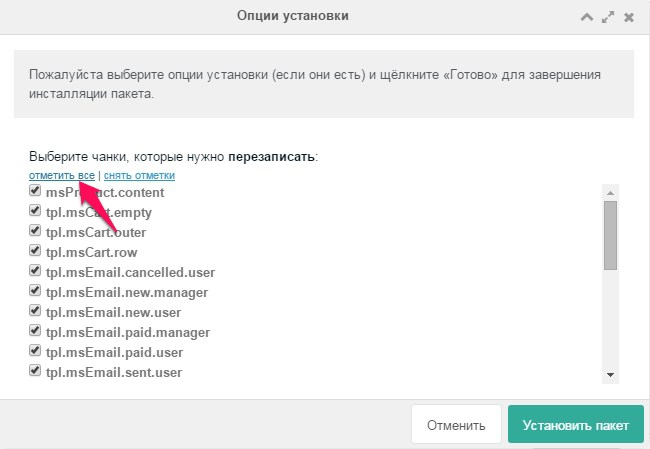 Опции установки
Пожалуйста выберите опции установки (если они есть) и щёлкните «Готово» для завершения
инсталляции пакета.
Выберите чанки, которые нужно перезаписать:
отметить все | снять отметки
msProduct.content
tpl.msCart.empty
tpl.msCart.outer
tpl.msCart.row
tpl.msEmail.cancelled.user
tpl.msEmail.new.manager
tpl.msEmail.new.user
tpl.msEmail.paid.manager
tpl.msEmail.paid.user
tpl.msEmail.sent.user
Отменить
Установить пакет